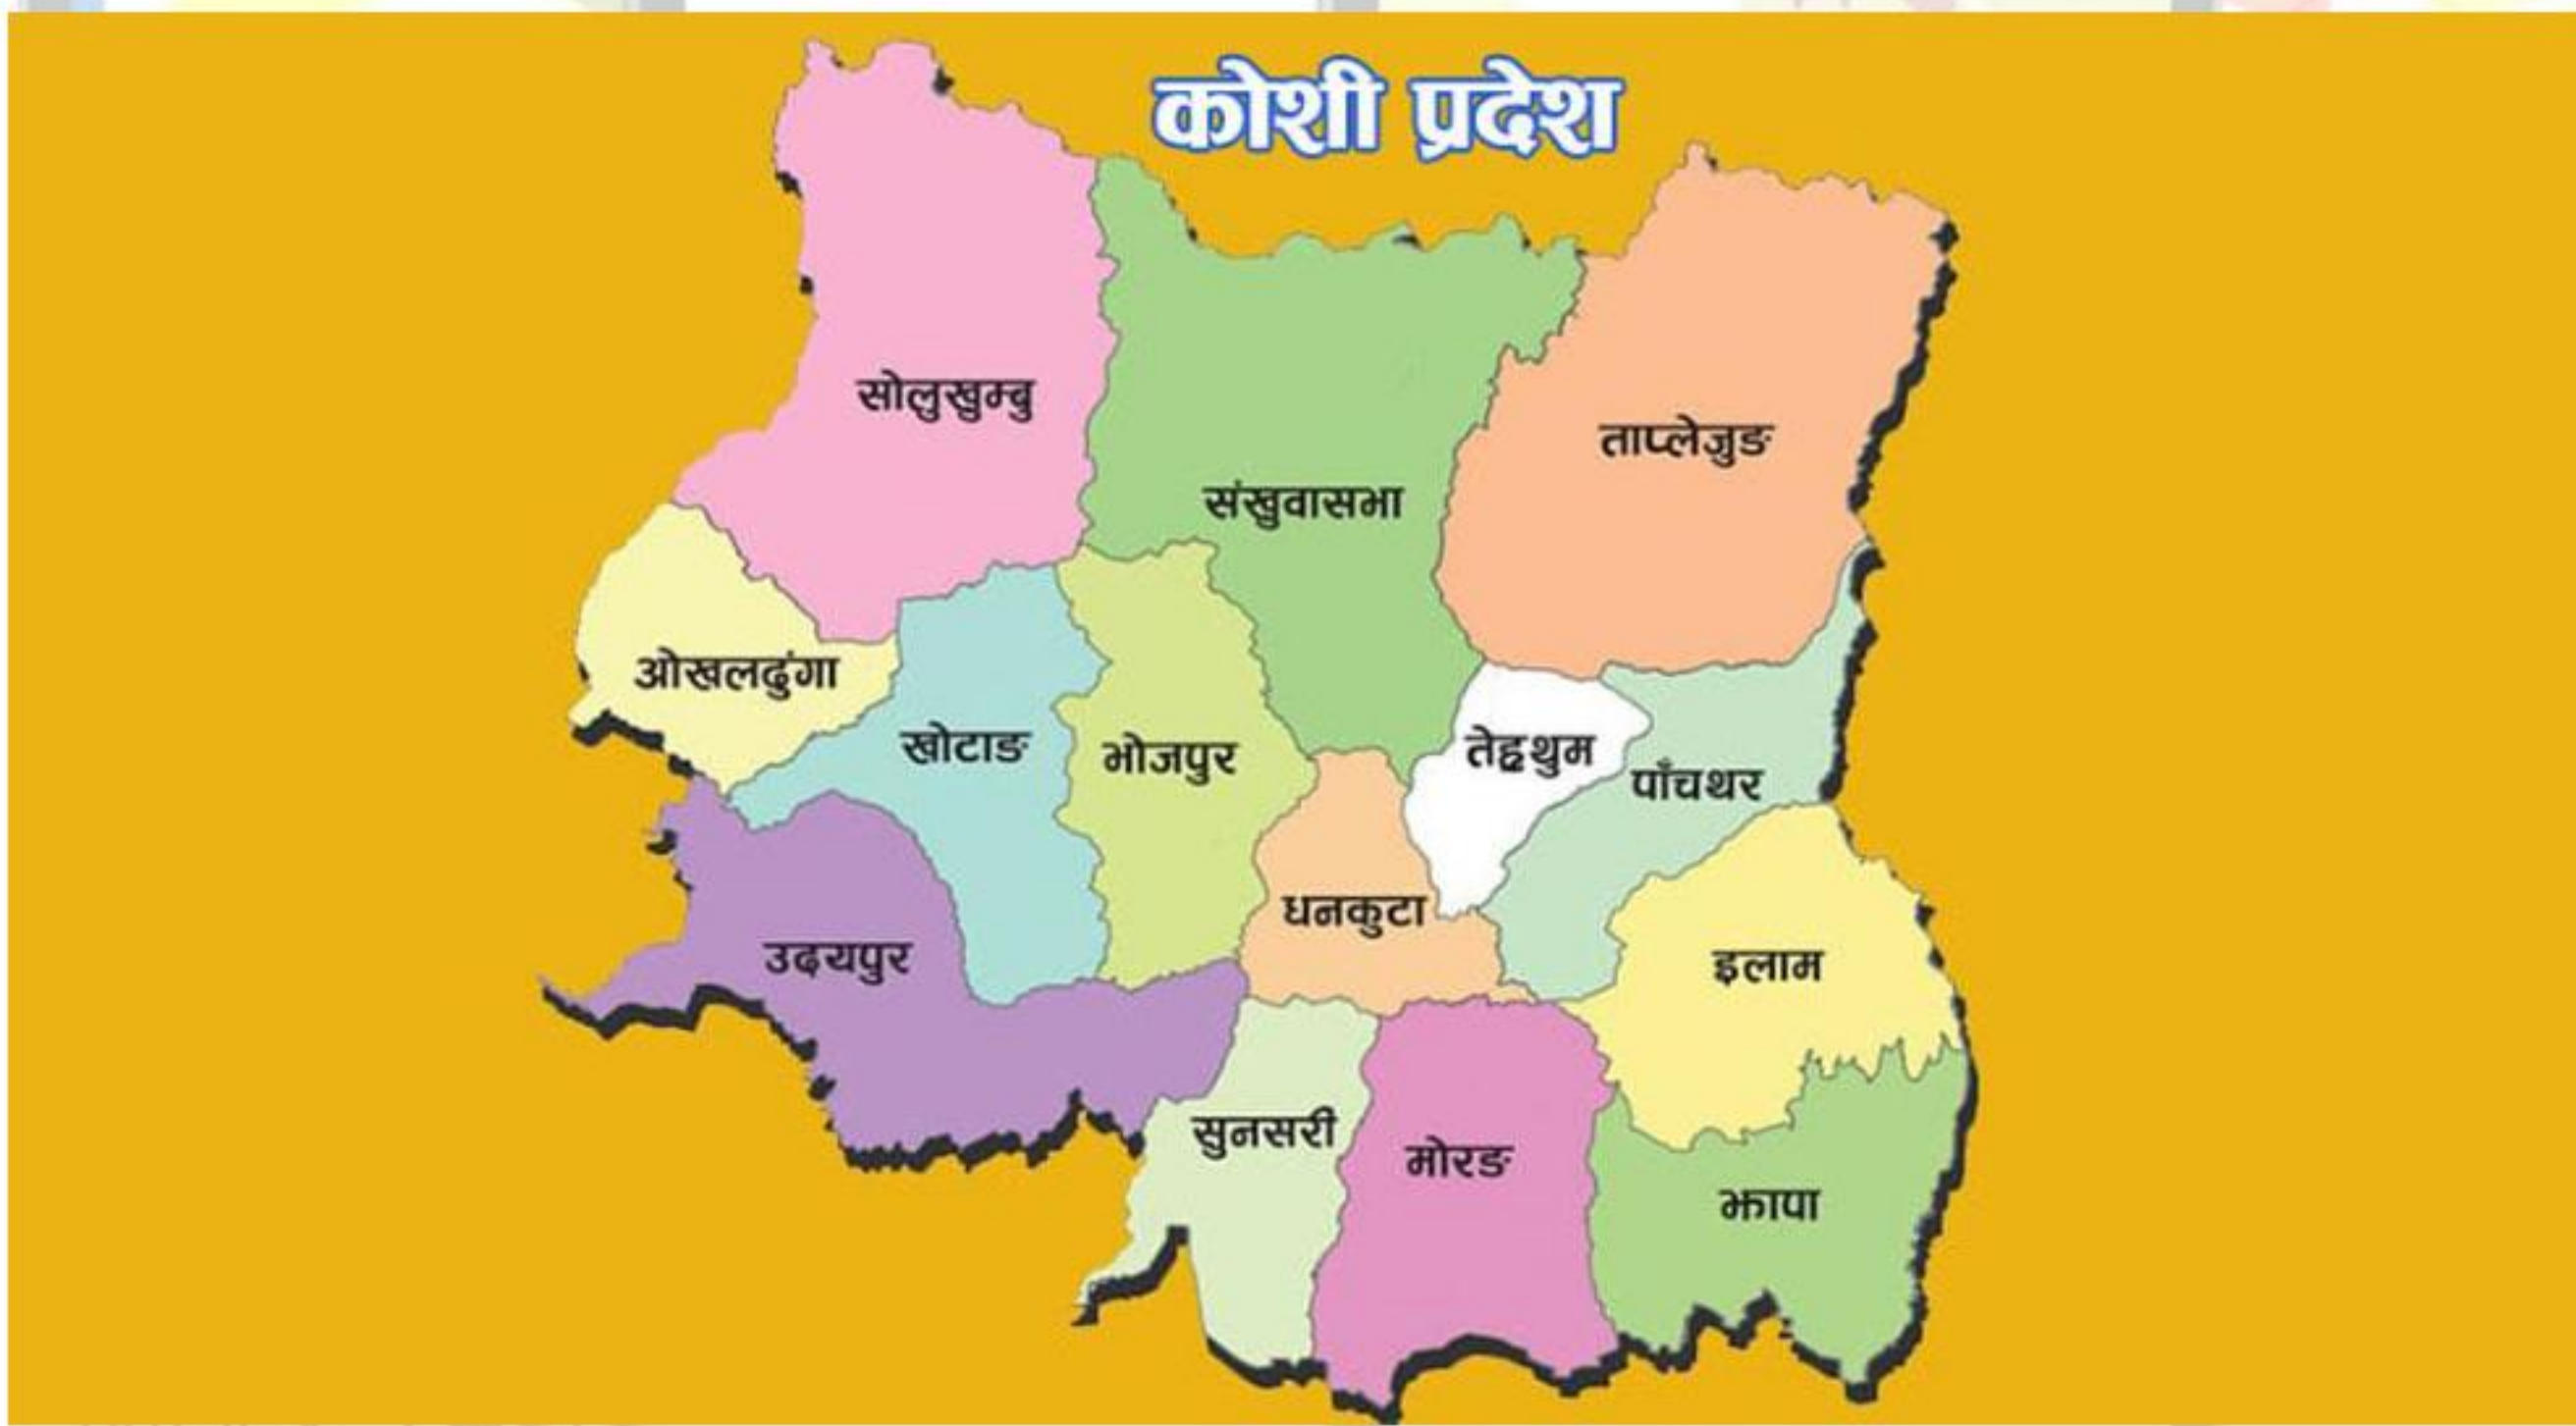 कोशी प्रदेश
सोलुखुम्बु
ताप्लेजुङ
संखुवासभा
ओखलढुंगा
खोटाङ
भोजपुर
तेह्रथुम
पाँचथर
धनकुटा
उदयपुर
इलाम
सुनसरी
मोरङ
झापा